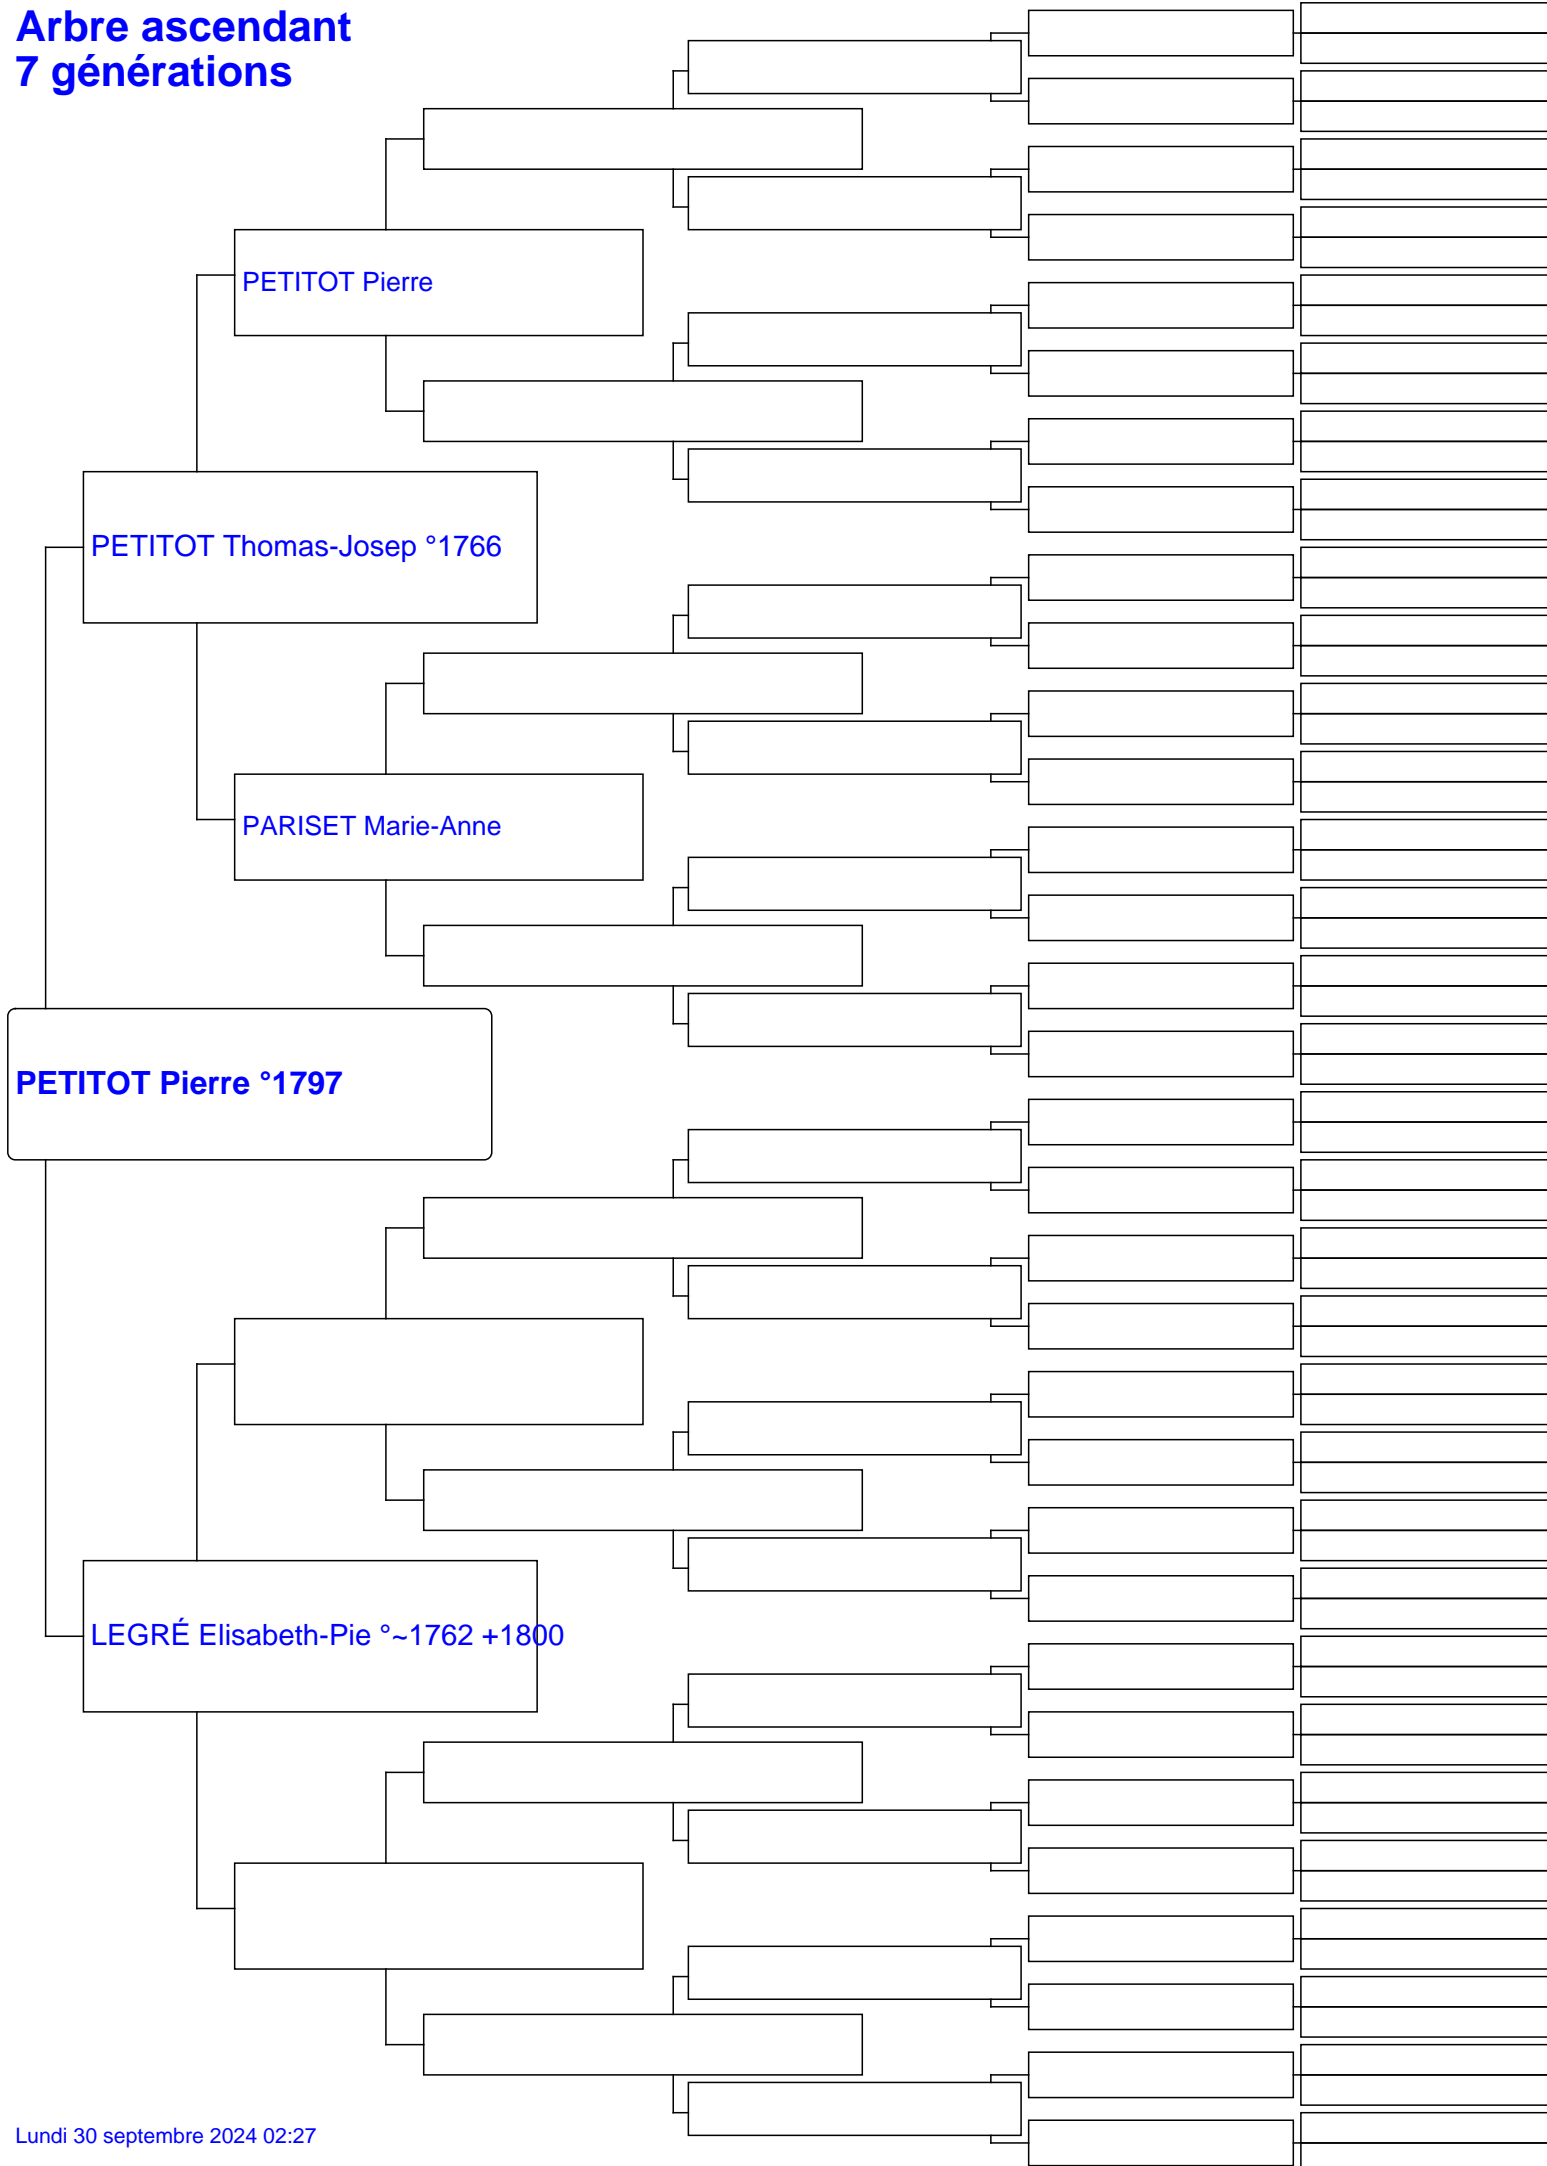 Arbre ascendant
7 générations
PETITOT Pierre
PETITOT Thomas-Josep °1766
PARISET Marie-Anne
PETITOT Pierre °1797
LEGRÉ Elisabeth-Pie °~1762 +1800
Lundi 30 septembre 2024 02:27